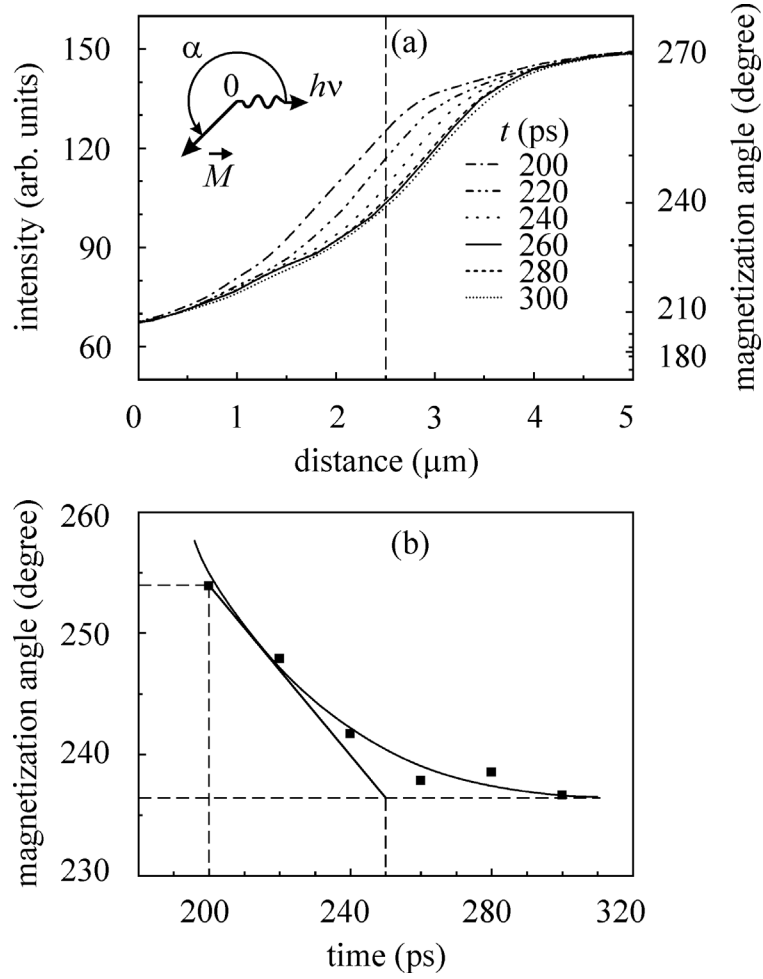 (a)
α
0
hν
M
t (ps)
200
220
240
260
280
300
150
120
90
60
intensity (arb. units)
270
240
210
180
magnetization angle (degree)
0 1 2 3 4 5
distance (μm)
(b)
260
250
240
230
magnetization angle (degree)
200 240 280 320
time (ps)